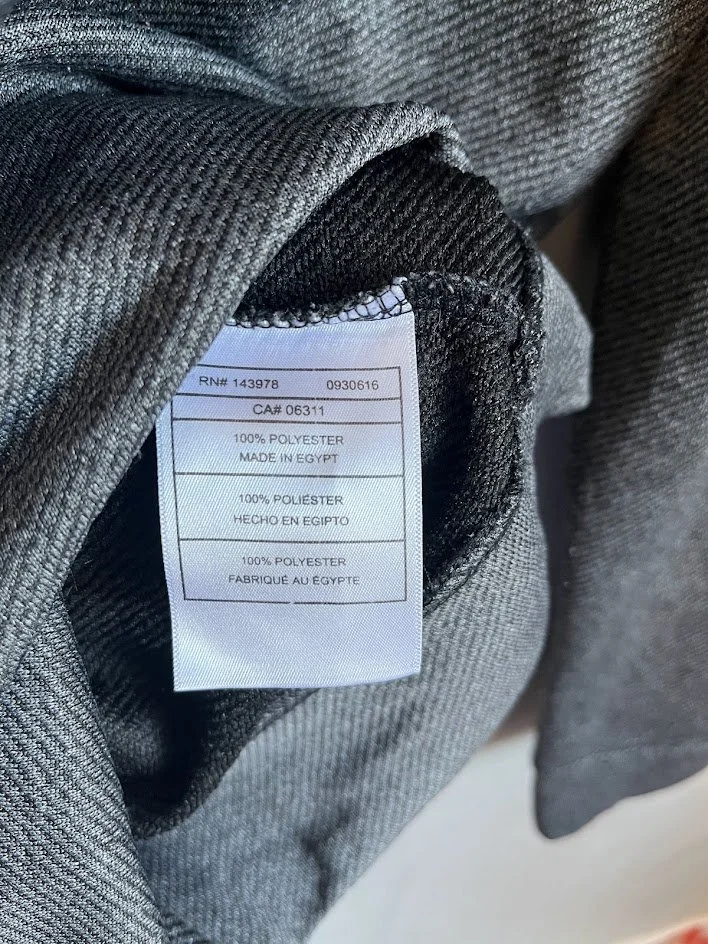 RN# 143978 0930616
CA# 06311
100% POLYESTER
MADE IN EGYPT
100% POLIÉSTER
HECHO EN EGIPTO
100% POLYESTER
FABRIQUÉ AU ÉGYPTE